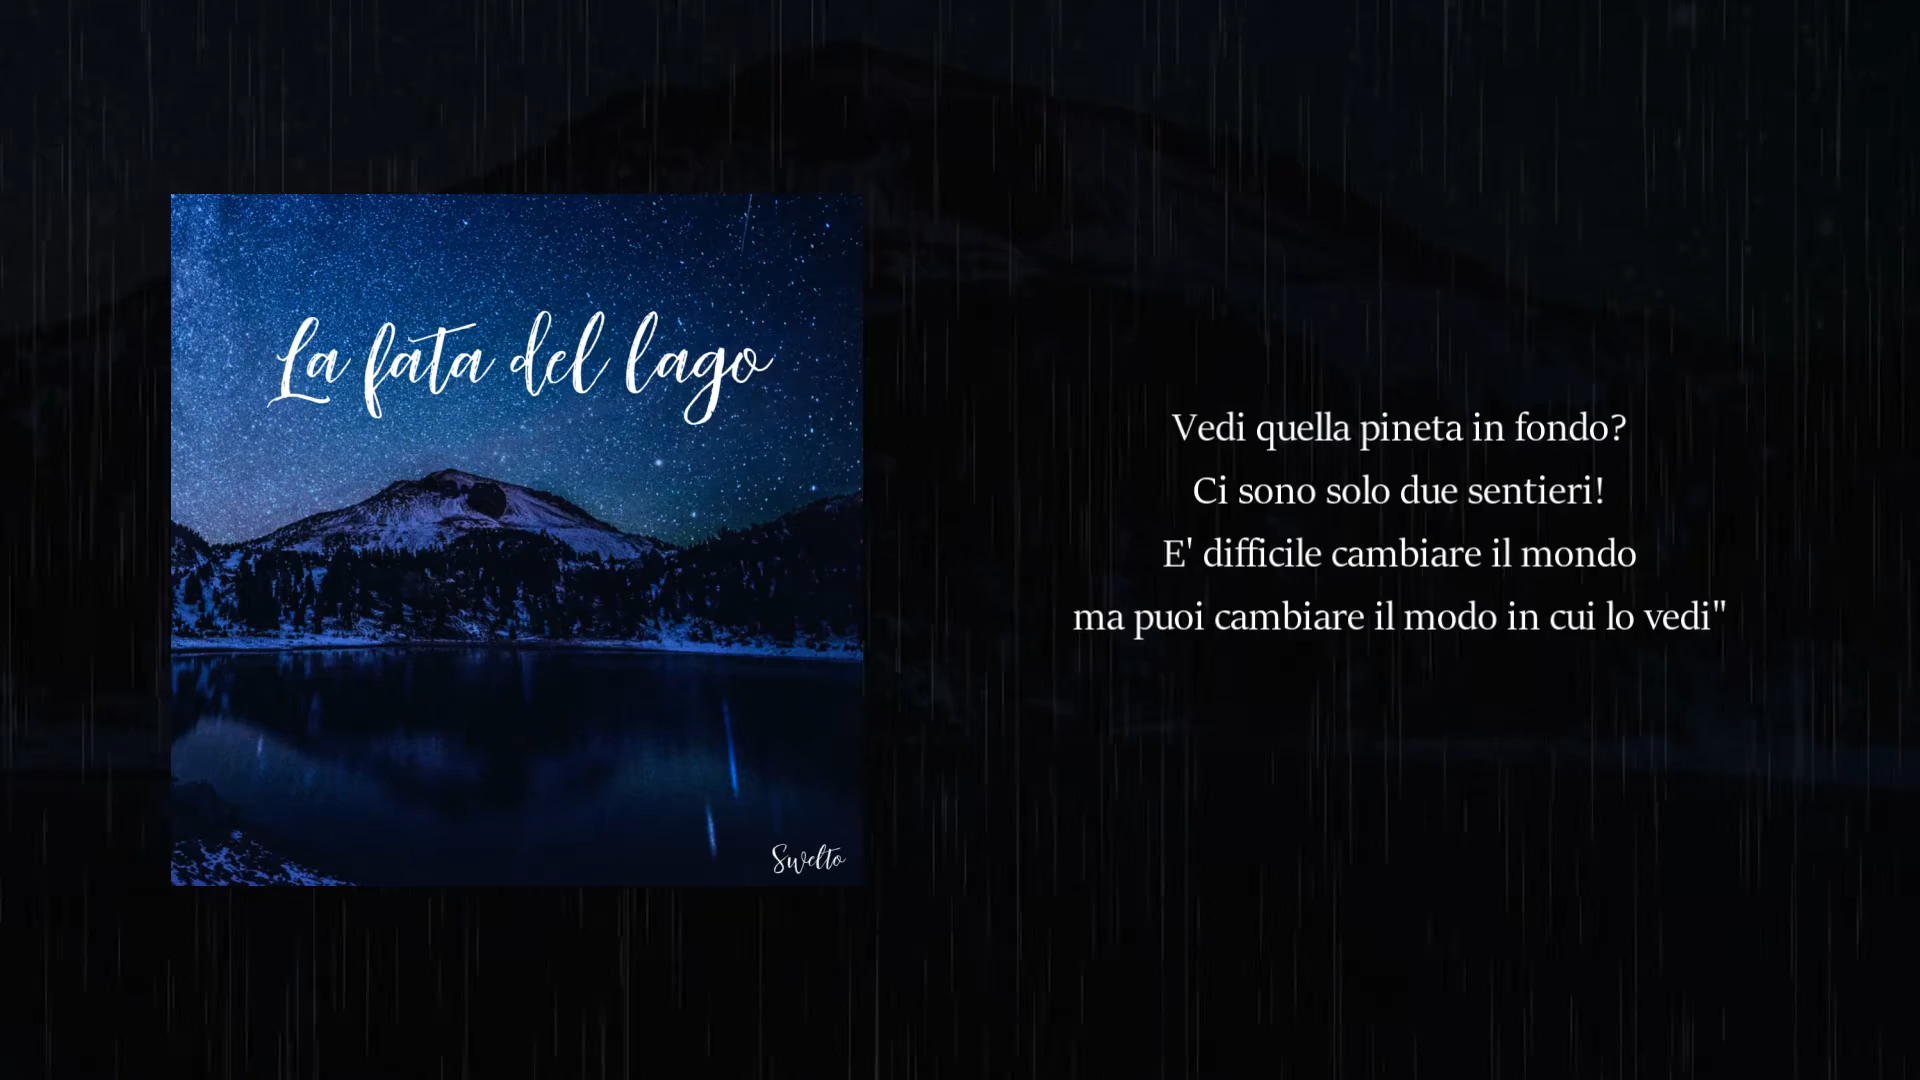 La fata del lago
Swelto
Vedi quella pineta in fondo?
Ci sono solo due sentieri!
E' difficile cambiare il mondo
ma puoi cambiare il modo in cui lo vedi"